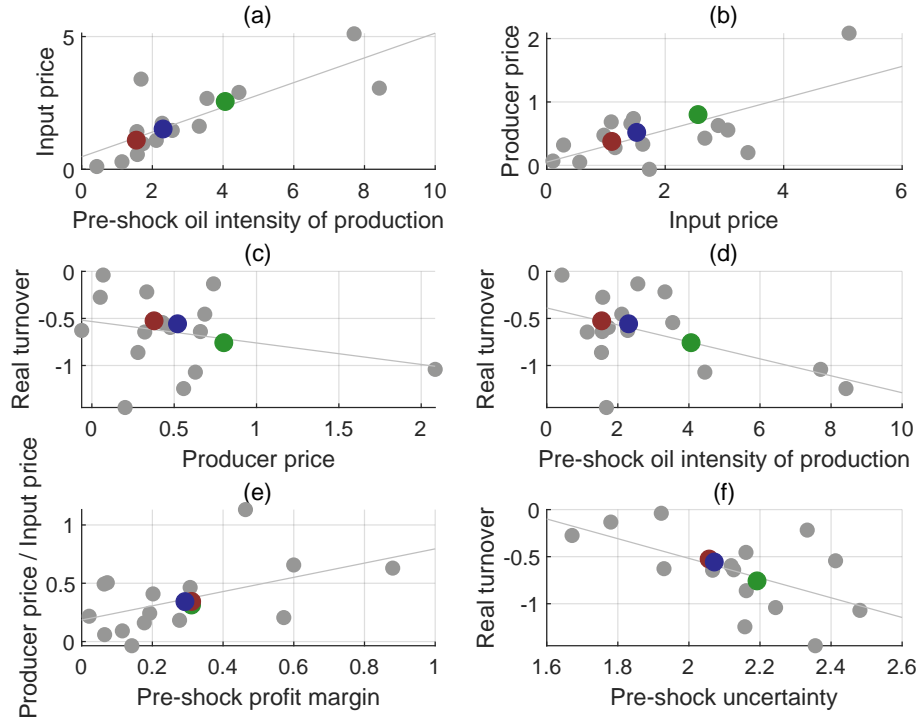 (a)
5
0
0 2 4 6 8 10
Input price
Pre-shock oil intensity of production
(b)
2
1
0
0 2 4 6
Producer price
Input price
(c)
0
-0.5
-1
0 0.5 1 1.5 2
Real turnover
Producer price
(d)
0
-0.5
-1
0 2 4 6 8 10
Real turnover
Pre-shock oil intensity of production
(e)
1
0.5
0
0 0.2 0.4 0.6 0.8 1
Producer price / Input price
Pre-shock profit margin
(f)
0
-0.5
-1
1.6 1.8 2 2.2 2.4 2.6
Real turnover
Pre-shock uncertainty